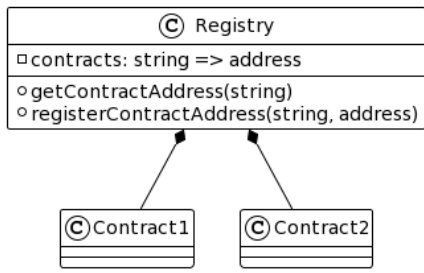 C Registry
contracts: string => address
getContractAddress(string)
registerContractAddress(string, address)
C Contract1
C Contract2